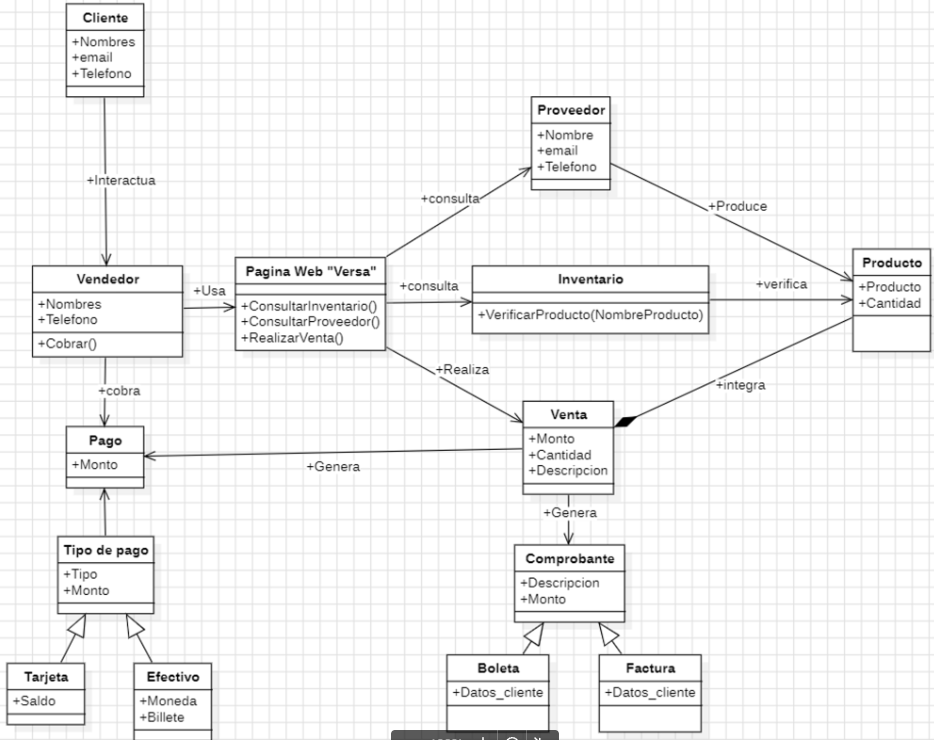 Cliente
+Nombres
+email
+Telefono
+Interactua
Proveedor
+Nombre
+email
+Telefono
+consulta
+Produce
Vendedor
+Nombres
+Telefono
+Cobrar()
+Usa
Pagina Web "Versa"
+ConsultarInventario()
+ConsultarProveedor()
+RealizarVenta()
+consulta
Inventario
+VerificarProducto(NombreProducto)
+verifica
Producto
+Producto
+Cantidad
+cobra
+Realiza
+integra
Pago
+Monto
+Genera
Venta
+Monto
+Cantidad
+Descripcion
+Genera
Tipo de pago
+Tipo
+Monto
Comprobante
+Descripcion
+Monto
Tarjeta
+Saldo
Efectivo
+Moneda
+Billete
Boleta
+Datos_cliente
Factura
+Datos_cliente